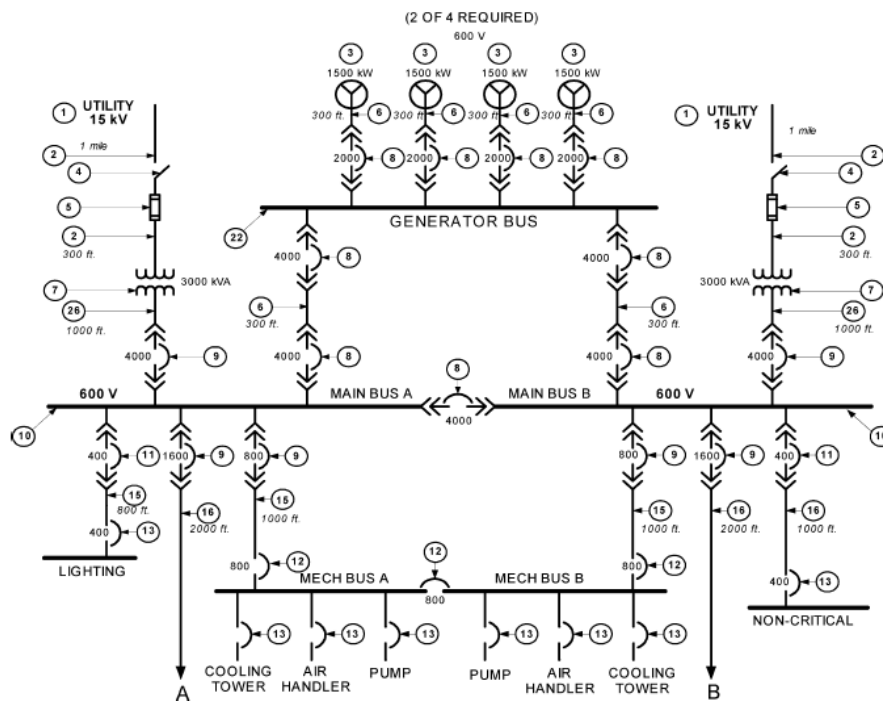 (2 OF 4 REQUIRED)
600 V
3 3 3 3
1500 kW 1500 kW 1500 kW 1500 kW
1 UTILITY 15 kV
1 UTILITY 15 kV
300 ft. 6 300 ft. 6 300 ft. 6 300 ft. 6
2 1 mile
1 mile 2
4 4
2000 8 2000 8 2000 8 2000 8
5 5
GENERATOR BUS
22
2 300 ft.
2 300 ft.
4000 8 4000 8
7 3000 kVA
3000 kVA 7
26 1000 ft.
6 300 ft.
6 300 ft.
26 1000 ft.
4000 9 4000 8 4000 8 4000 9
8
600 V MAIN BUS A MAIN BUS B 600 V
4000
10
400 11 1600 9 800 9 800 9 1600 9 400 11
15 800 ft.
16 2000 ft.
15 1000 ft.
15 1000 ft.
16 2000 ft.
16 1000 ft.
400 13 800 12 12 800 12 400 13
LIGHTING
MECH BUS A 800 MECH BUS B
NON-CRITICAL
13 13 13 13 13 13
COOLING TOWER
AIR HANDLER
PUMP
PUMP
AIR HANDLER
COOLING TOWER
A B